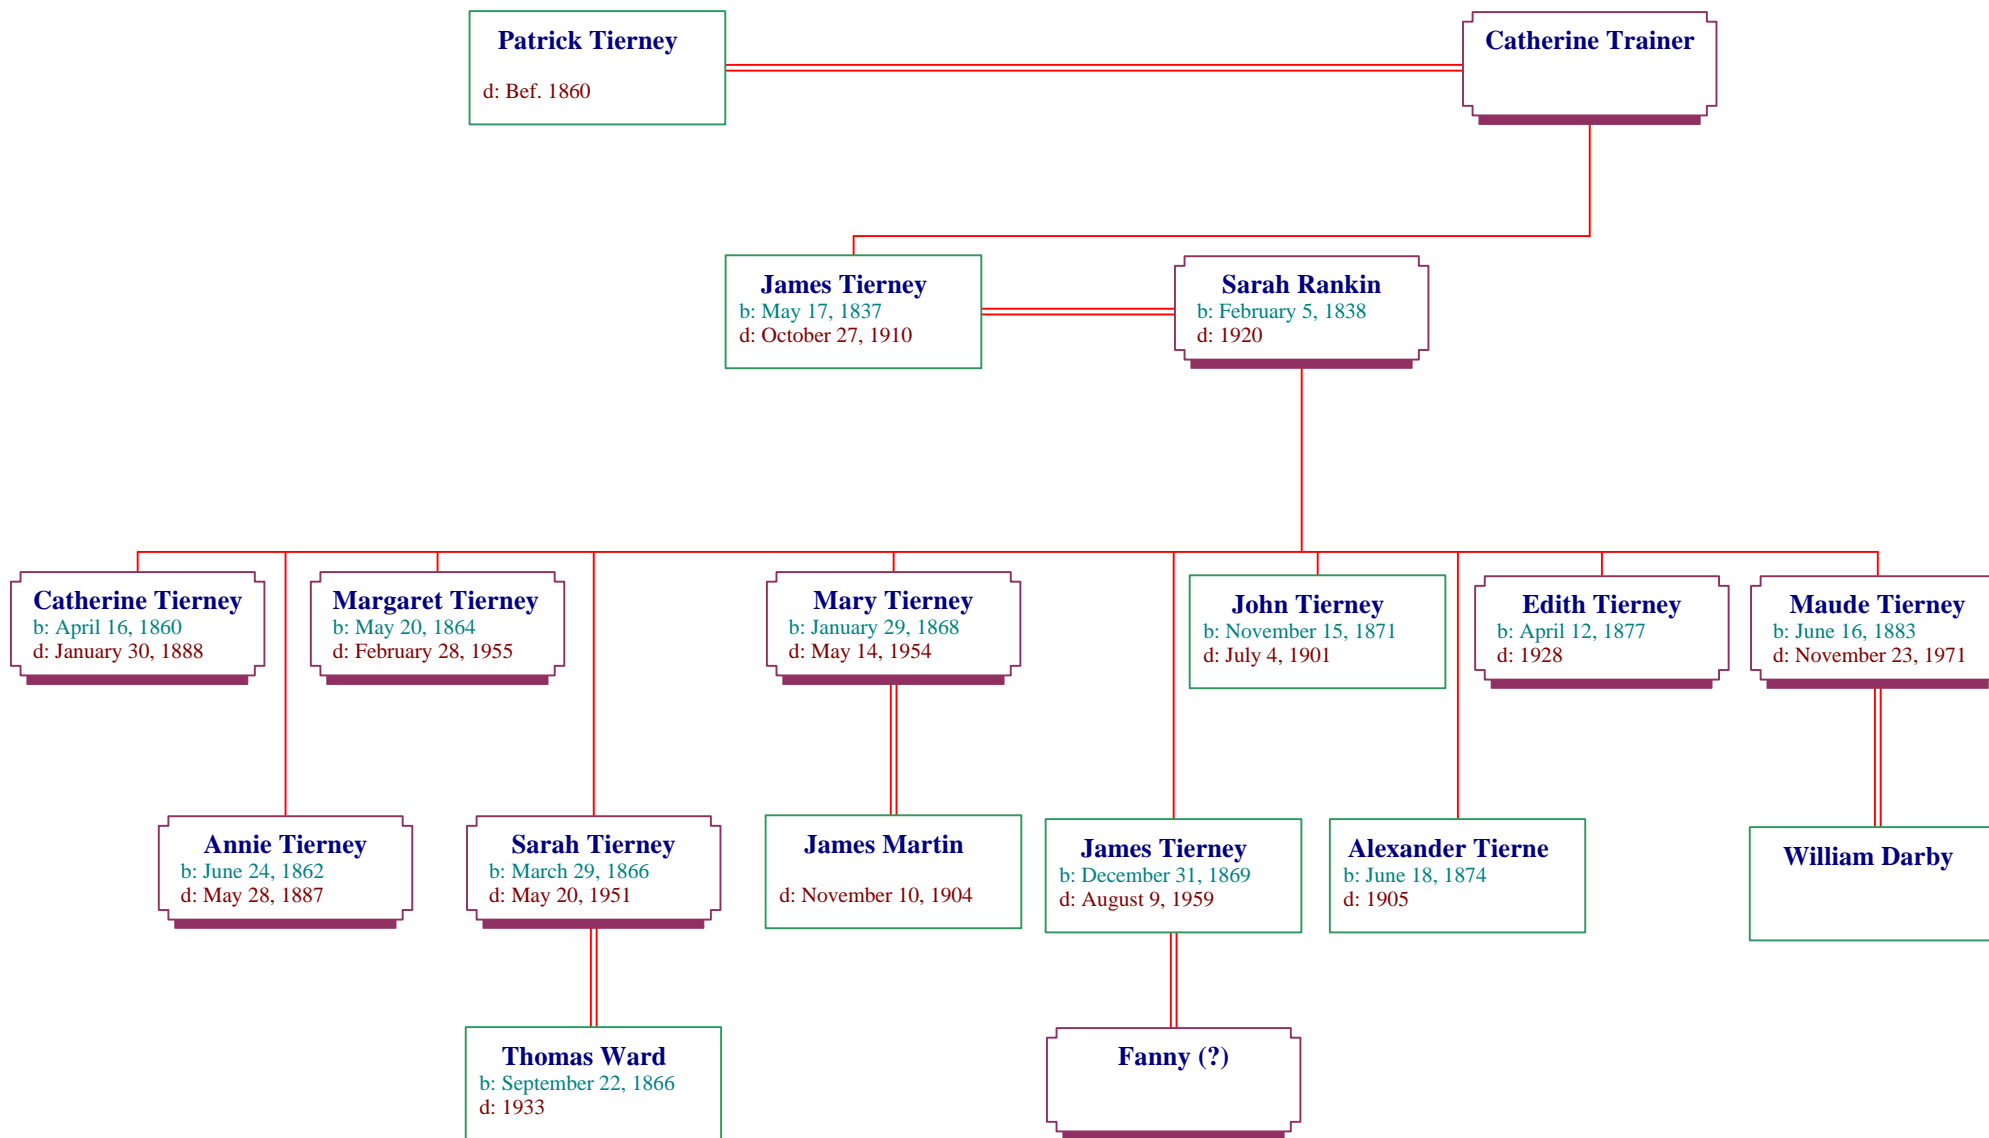 Patrick Tierney
d: Bef. 1860
Catherine Trainer
James Tierney
b: May 17, 1837
d: October 27, 1910
Sarah Rankin
b: February 5, 1838
d: 1920
Catherine Tierney
b: April 16, 1860
d: January 30, 1888
Margaret Tierney
b: May 20, 1864
d: February 28, 1955
Mary Tierney
b: January 29, 1868
d: May 14, 1954
John Tierney
b: November 15, 1871
d: July 4, 1901
Edith Tierney
b: April 12, 1877
d: 1928
Maude Tierney
b: June 16, 1883
d: November 23, 1971
Annie Tierney
b: June 24, 1862
d: May 28, 1887
Sarah Tierney
b: March 29, 1866
d: May 20, 1951
James Martin
d: November 10, 1904
James Tierney
b: December 31, 1869
d: August 9, 1959
Alexander Tierne
b: June 18, 1874
d: 1905
William Darby
Thomas Ward
b: September 22, 1866
d: 1933
Fanny (?)